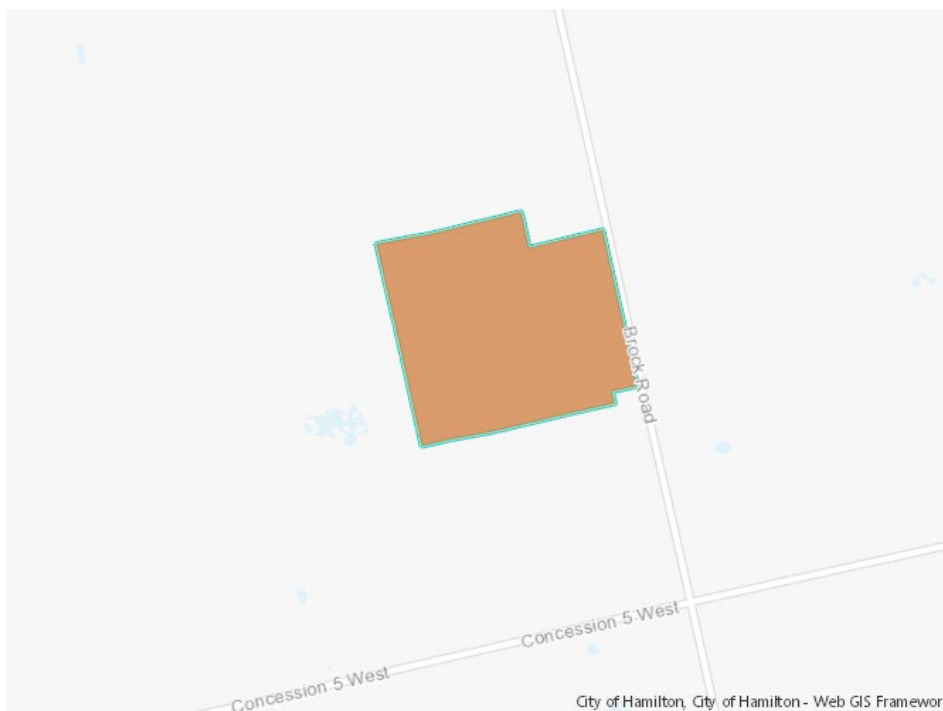 Brock Road
Concession 5 West
Concession 5 West
City of Hamilton, City of Hamilton - Web GIS Framewor